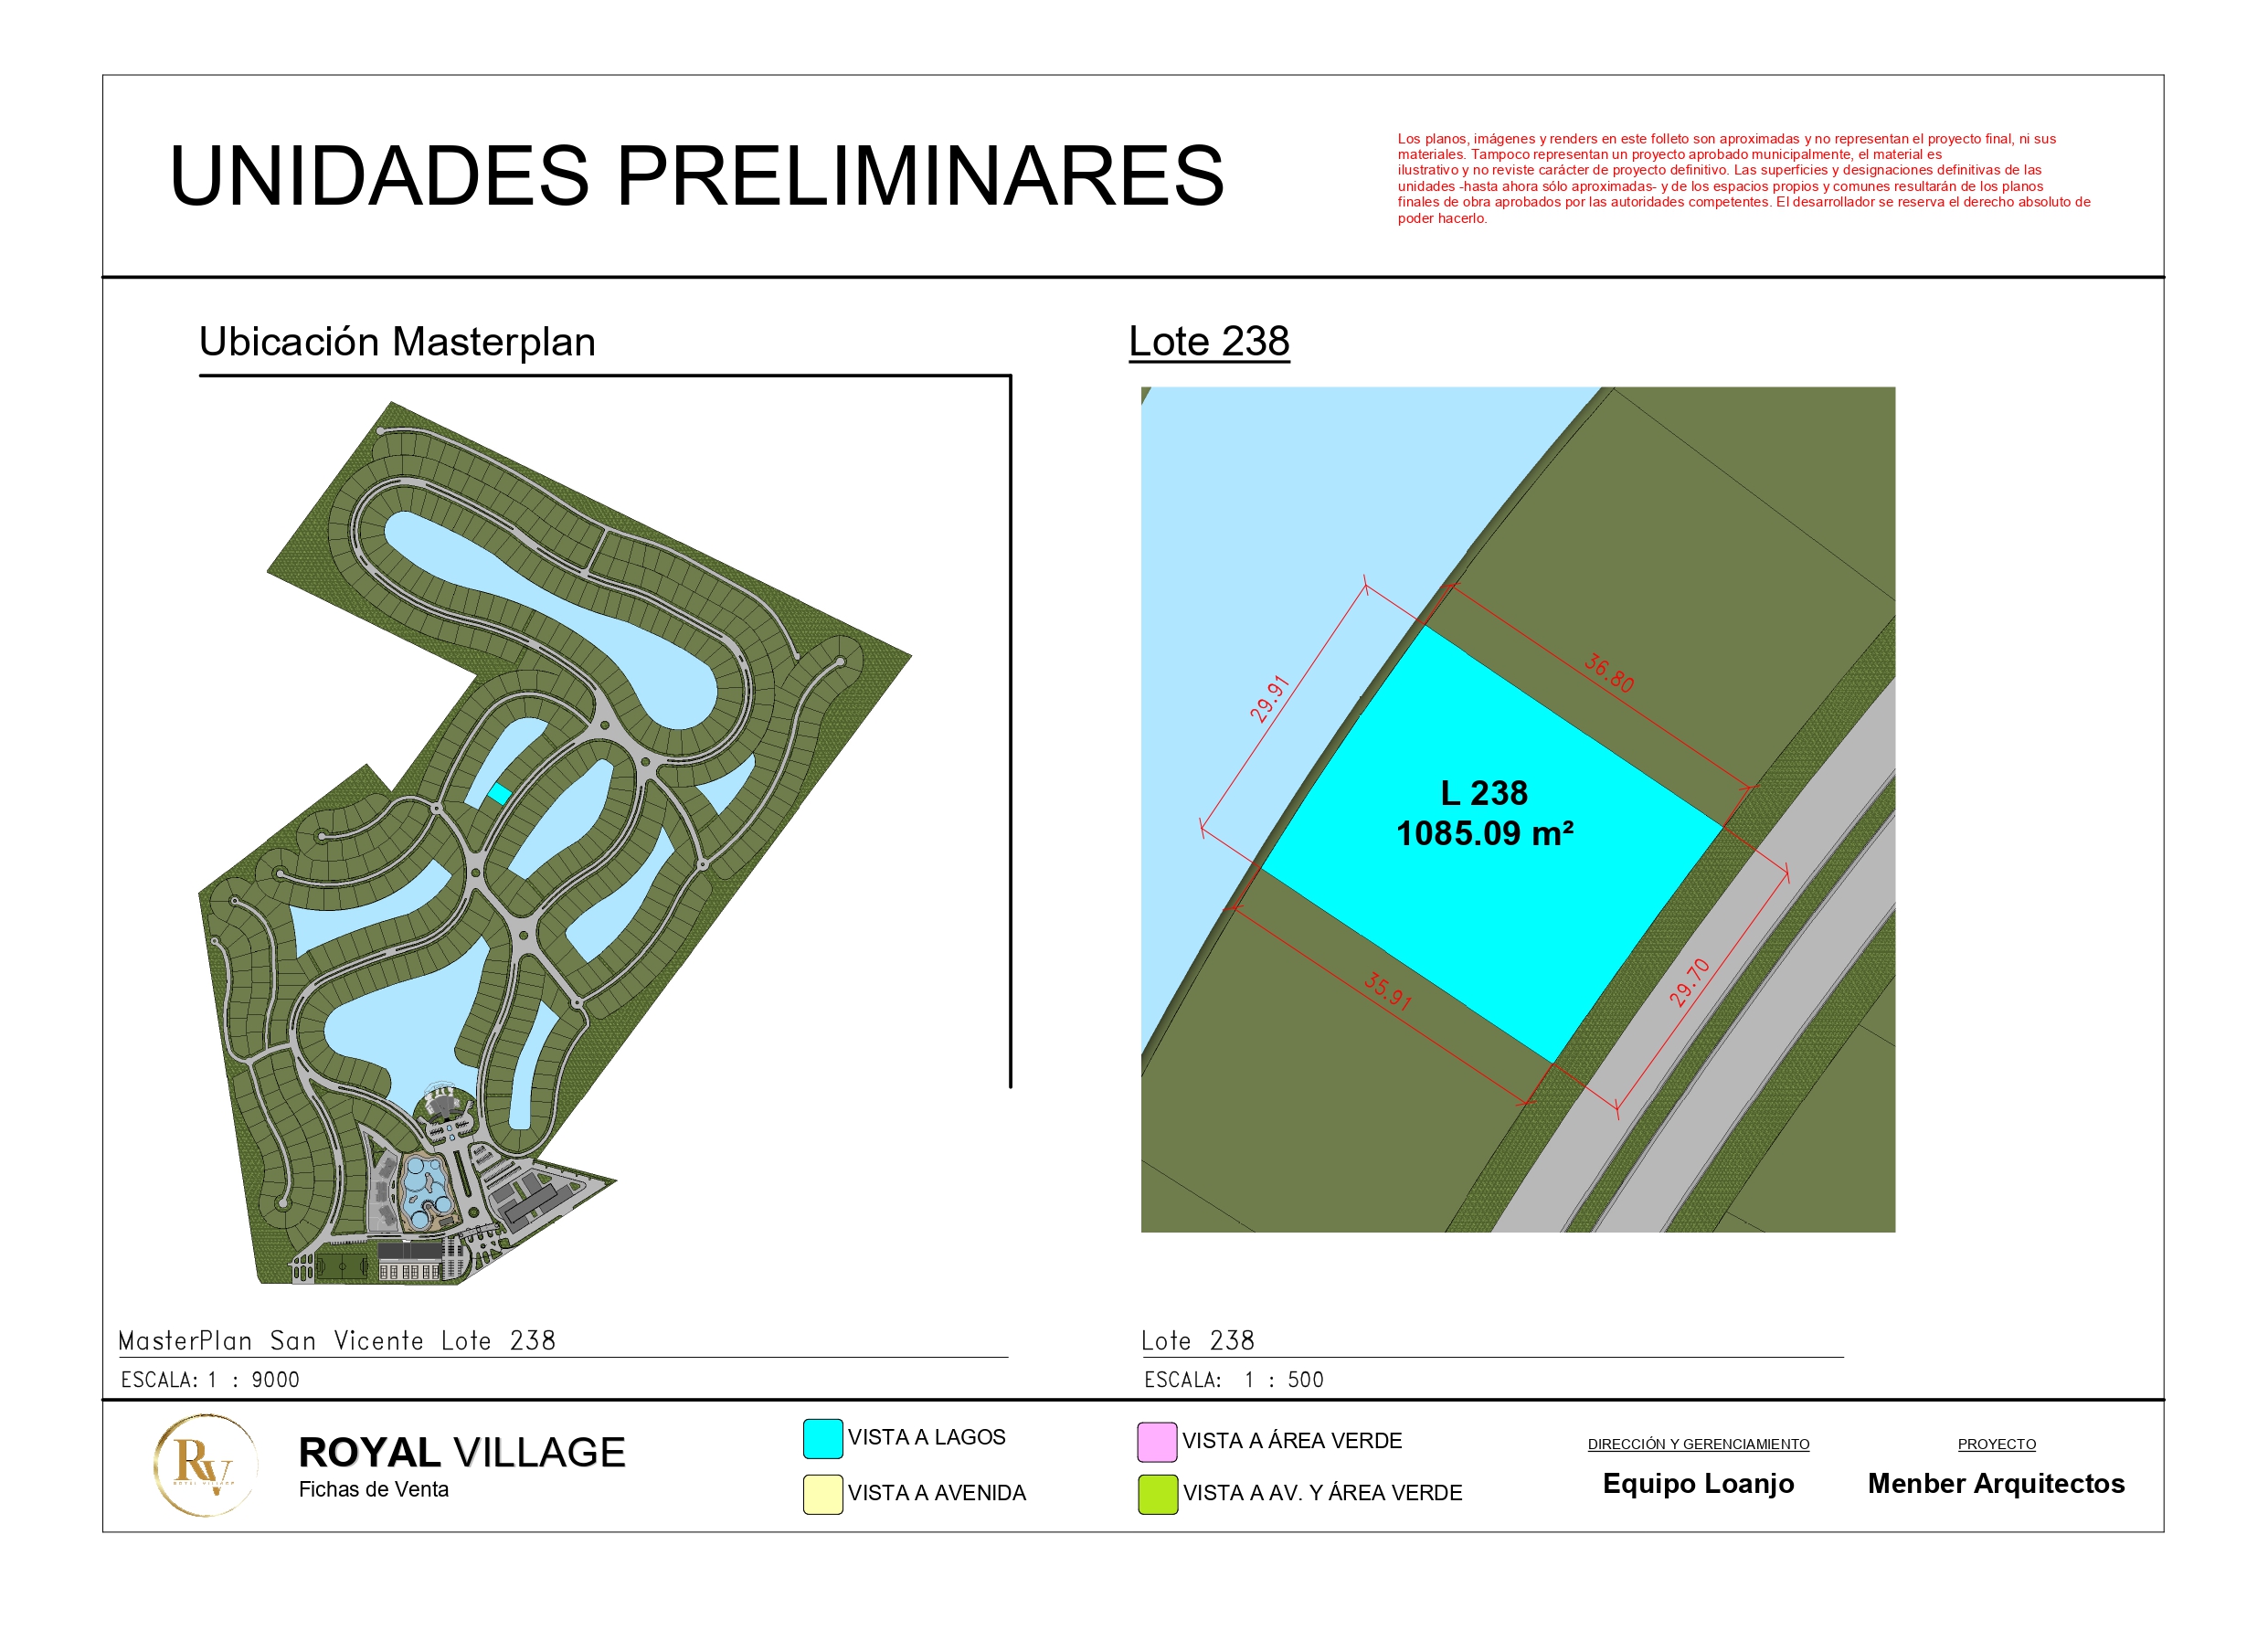 UNIDADES PRELIMINARES
Los planos, imágenes y renders en este folleto son aproximadas y no representan el proyecto final, ni sus
materiales. Tampoco representan un proyecto aprobado municipalmente, el material es
ilustrativo y no reviste carácter de proyecto definitivo. Las superficies y designaciones definitivas de las
unidades -hasta ahora sólo aproximadas- y de los espacios propios y comunes resultarán de los planos
finales de obra aprobados por las autoridades competentes. El desarrollador se reserva el derecho absoluto de
poder hacerlo.
Ubicación Masterplan
Lote 238
36.80
29.91
L 238
1085.09 m²
35.91
29.70
MasterPlan San Vicente Lote 238
ESCALA: 1 : 9000
Lote 238
ESCALA: 1 : 500
RV
ROYAL VILLAGE
ROYAL VILLAGE
Fichas de Venta
VISTA A LAGOS
VISTA A AVENIDA
VISTA A ÁREA VERDE
VISTA A AV. Y ÁREA VERDE
DIRECCIÓN Y GERENCIAMIENTO
Equipo Loanjo
PROYECTO
Menber Arquitectos